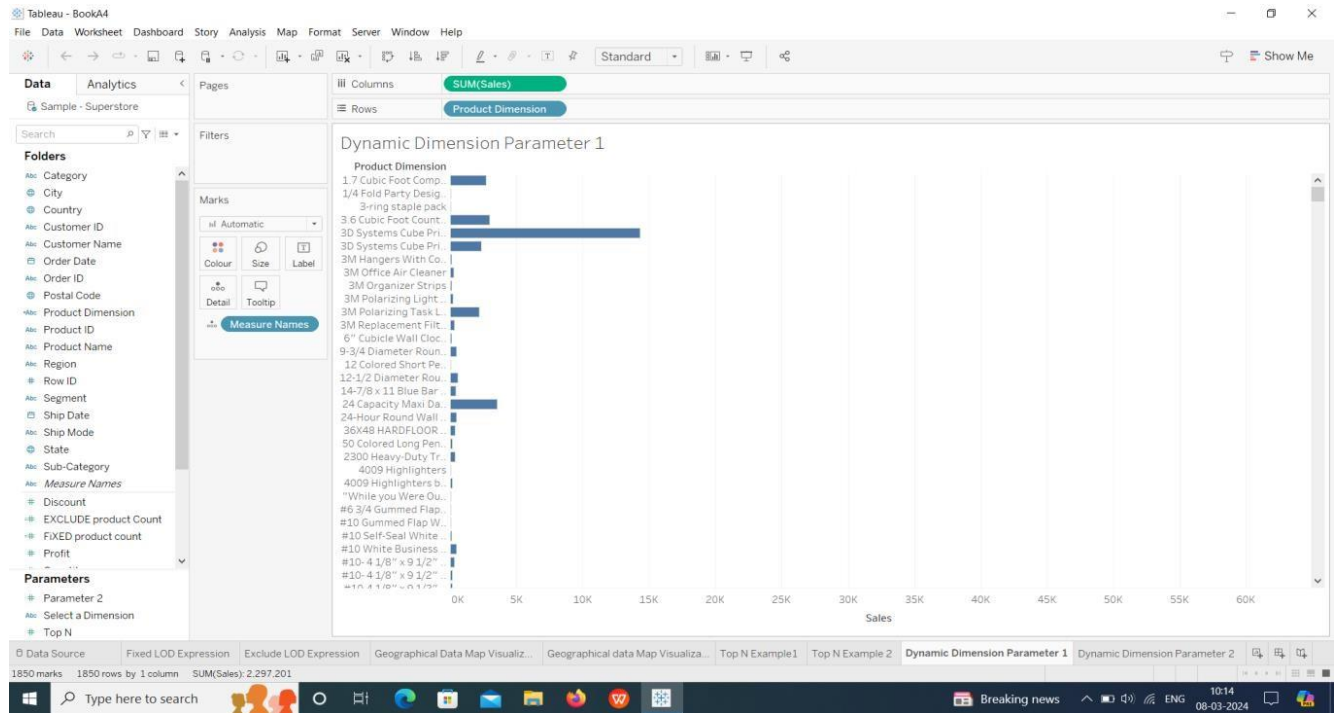 Tableau - BookA4
File Data Worksheet Dashboard Story Analysis Map Format Server Window Help
Standard
Show Me
Data Analytics
Sample - Superstore
Search
Folders
Abc Category
City
Country
Abc Customer ID
Abc Customer Name
Order Date
Abc Order ID
Postal Code
=Abc Product Dimension
Abc Product ID
Abc Product Name
Abc Region
# Row ID
Abc Segment
Ship Date
Abc Ship Mode
State
Abc Sub-Category
Abc Measure Names
# Discount
=# EXCLUDE product Count
=# FiXED product count
# Profit
Parameters
# Parameter 2
Abc Select a Dimension
# Top N
Pages
Filters
Marks
Automatic
Colour Size Label
Detail Tooltip
Measure Names
iii Columns SUM(Sales)
Rows Product Dimension
Dynamic Dimension Parameter 1
Product Dimension
1.7 Cubic Foot Comp..
1/4 Fold Party Desig..
3-ring staple pack
3.6 Cubic Foot Count..
3D Systems Cube Pri..
3D Systems Cube Pri..
3M Hangers With Co..
3M Office Air Cleaner
3M Organizer Strips
3M Polarizing Light ..
3M Polarizing Task L..
3M Replacement Filt..
6" Cubicle Wall Cloc..
9-3/4 Diameter Roun..
12 Colored Short Pe..
12-1/2 Diameter Rou..
14-7/8 x 11 Blue Bar ..
24 Capacity Maxi Da..
24-Hour Round Wall ..
36X48 HARDFLOOR ..
50 Colored Long Pen..
2300 Heavy-Duty Tr..
4009 Highlighters
4009 Highlighters b..
"While you Were Ou..
#6 3/4 Gummed Flap..
#10 Gummed Flap W..
#10 Self-Seal White ..
#10 White Business ..
#10- 4 1/8" x 9 1/2" ..
#10-4 1/8" x 9 1/2" ..
0K 5K 10K 15K 20K 25K 30K 35K 40K 45K 50K 55K 60K
Sales
Data Source Fixed LOD Expression Exclude LOD Expression Geographical Data Map Visualiz... Geographical data Map Visualiza... Top N Example1 Top N Example 2 Dynamic Dimension Parameter 1 Dynamic Dimension Parameter 2
1850 marks 1850 rows by 1 column SUM(Sales): 2,297,201
Type here to search
Breaking news
ENG
10:14
08-03-2024